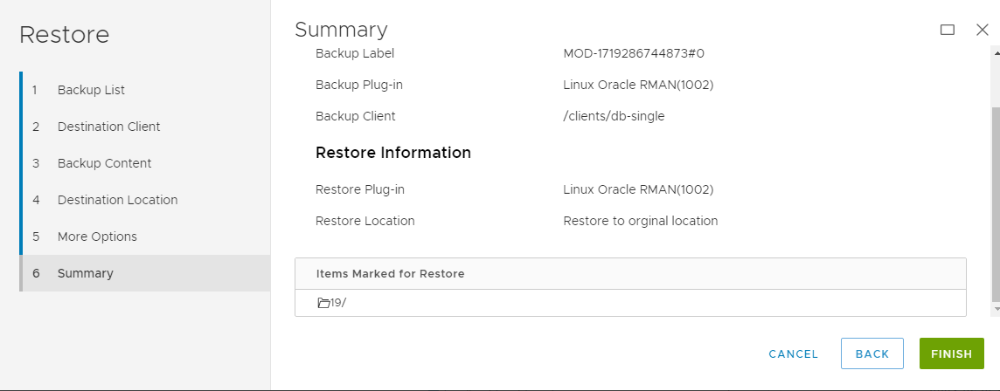 Restore
1 Backup List
2 Destination Client
3 Backup Content
4 Destination Location
5 More Options
6 Summary
Summary
Backup Label MOD-1719286744873#0
Backup Plug-in Linux Oracle RMAN(1002)
Backup Client /clients/db-single
Restore Information
Restore Plug-in Linux Oracle RMAN(1002)
Restore Location Restore to orginal location
Items Marked for Restore
19/
CANCEL BACK FINISH